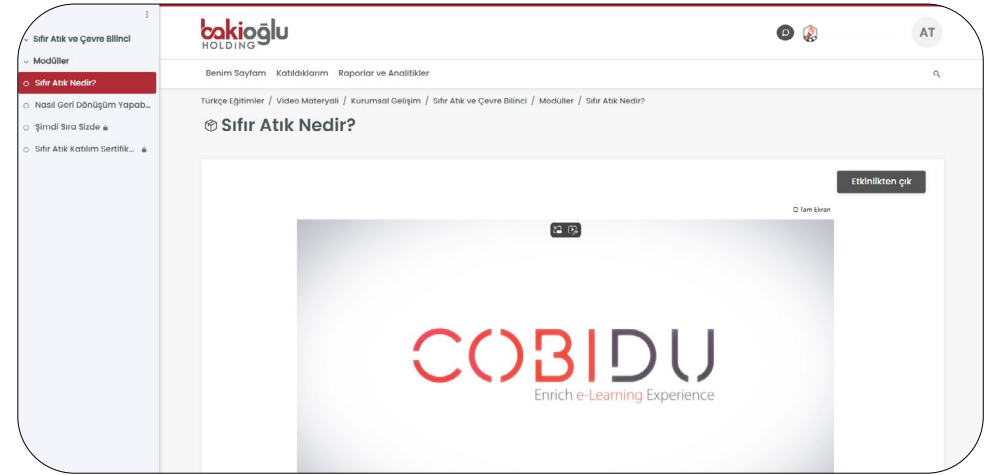 Sıfır Atık ve Çevre Bilinci
Modüller
Sıfır Atık Nedir?
Nasıl Geri Dönüşüm Yapab...
Şimdi Sıra Sizde
Sıfır Atık Katılım Sertifik...
bakioğlu
HOLDING
AT
Benim Sayfam Katıldıklarım Raporlar ve Analitikler
Türkçe Eğitimler / Video Materyali / Kurumsal Gelişim / Sıfır Atık ve Çevre Bilinci / Modüller / Sıfır Atık Nedir?
Sıfır Atık Nedir?
Etkinlikten çık
Tam Ekran
COBIDU
Enrich e-Learning Experience